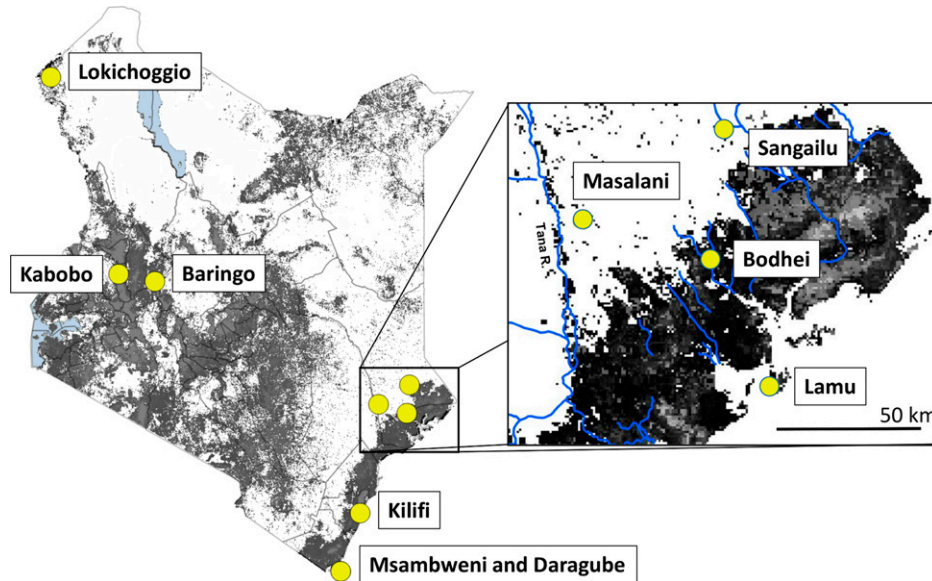 Lokichoggio
Sangailu
Masalani
Tana R.
Bodhei
Kabobo
Baringo
Lamu
50 km
Kilifi
Msambweni and Daragube